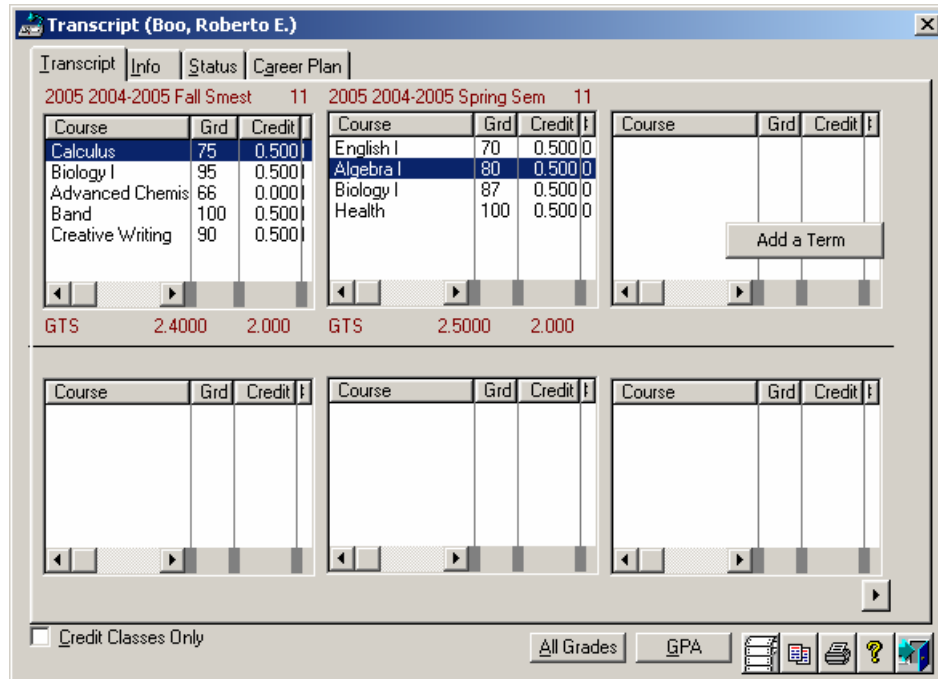 Transcript (Boo, Roberto E.)
Transcript Info Status Career Plan
2005 2004-2005 Fall Smest 11 2005 2004-2005 Spring Sem 11
Course Grd Credit Course Grd Credit Course Grd Credit
Calculus 75 0.500 English I 70 0.500 0
Biology I 95 0.500 Algebra I 80 0.500 0
Advanced Chemis 66 0.000 Biology I 87 0.500 0
Band 100 0.500 Health 100 0.500 0
Creative Writing 90 0.500
Add a Term
GTS 2.4000 2.000 GTS 2.5000 2.000
Course Grd Credit Course Grd Credit Course Grd Credit
Credit Classes Only
All Grades GPA